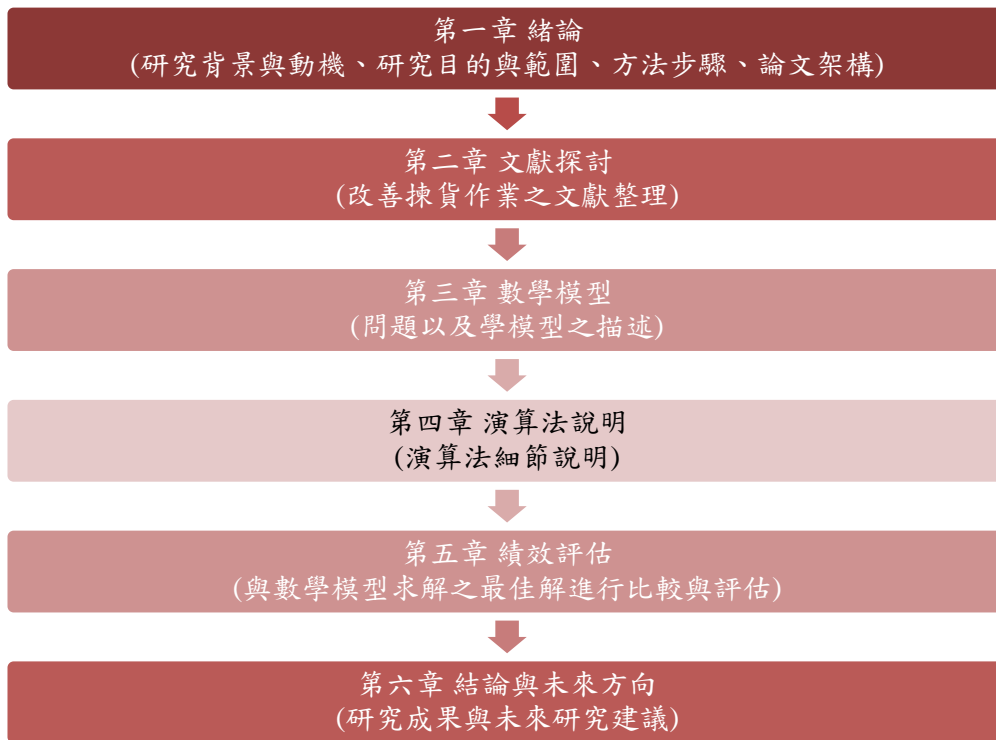 第一章 緒論
(研究背景與動機、研究目的與範圍、方法步驟、論文架構)
第二章 文獻探討
(改善揀貨作業之文獻整理)
第三章 數學模型
(問題以及學模型之描述)
第四章 演算法說明
(演算法細節說明)
第五章 績效評估
(與數學模型求解之最佳解進行比較與評估)
第六章 結論與未來方向
(研究成果與未來研究建議)